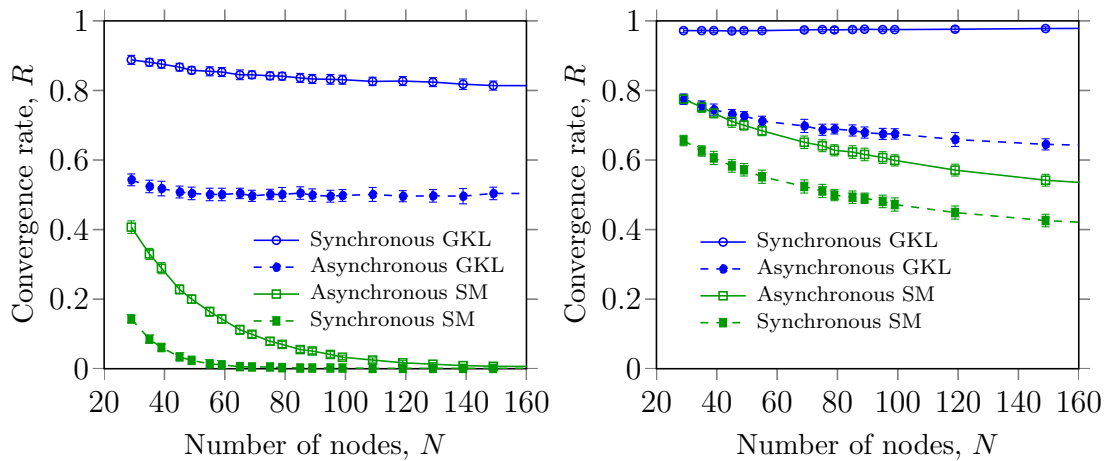 1
0.8
0.6
0.4
0.2
0
20
40
60
80
100
120
140
160
Convergence rate, R
Number of nodes, N
Synchronous GKL
Asynchronous GKL
Asynchronous SM
Synchronous SM
1
0.8
0.6
0.4
0.2
0
20
40
60
80
100
120
140
160
Convergence rate, R
Number of nodes, N
Synchronous GKL
Asynchronous GKL
Asynchronous SM
Synchronous SM